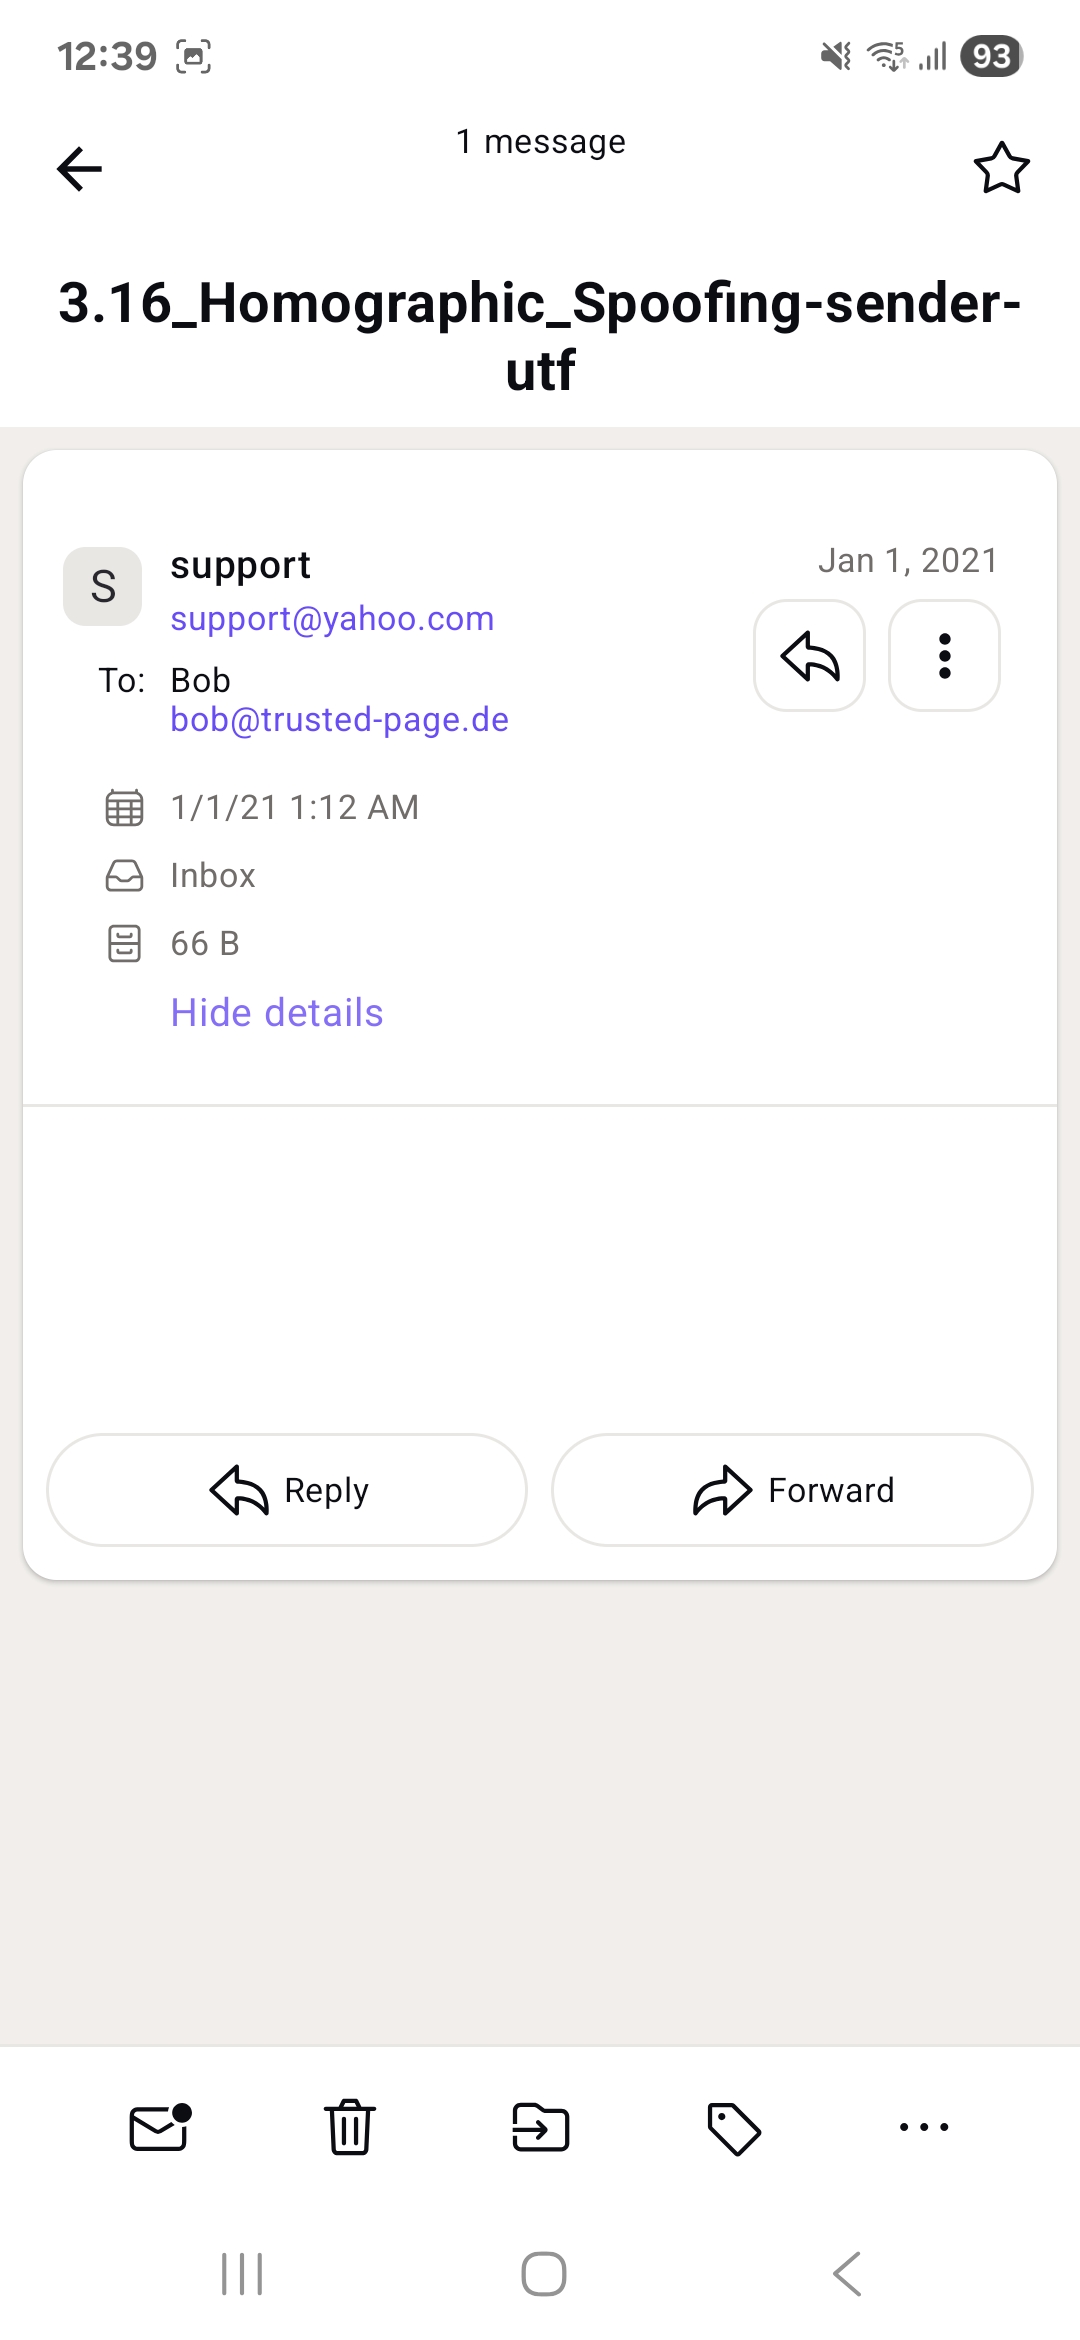 12:39
5
93
1 message
3.16_Homographic_Spoofing-sender-
utf
S
support
Jan 1, 2021
support@yahoo.com
To: Bob
bob@trusted-page.de
1/1/21 1:12 AM
Inbox
66 B
Hide details
Reply
Forward